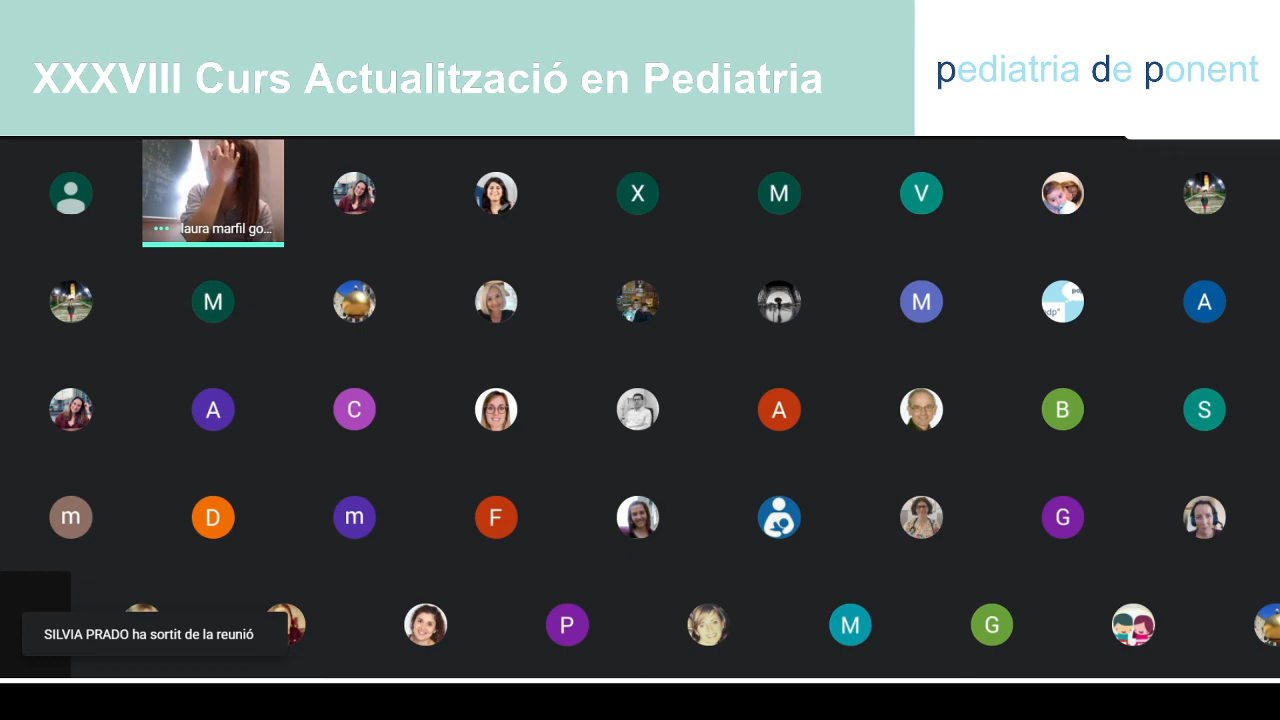 XXXVIII Curs Actualització en Pediatria
pediatria de ponent
laura marfil go...
X
M
V
M
M
A
A
C
A
B
S
m
D
m
F
G
P
M
G
SILVIA PRADO ha sortit de la reunió